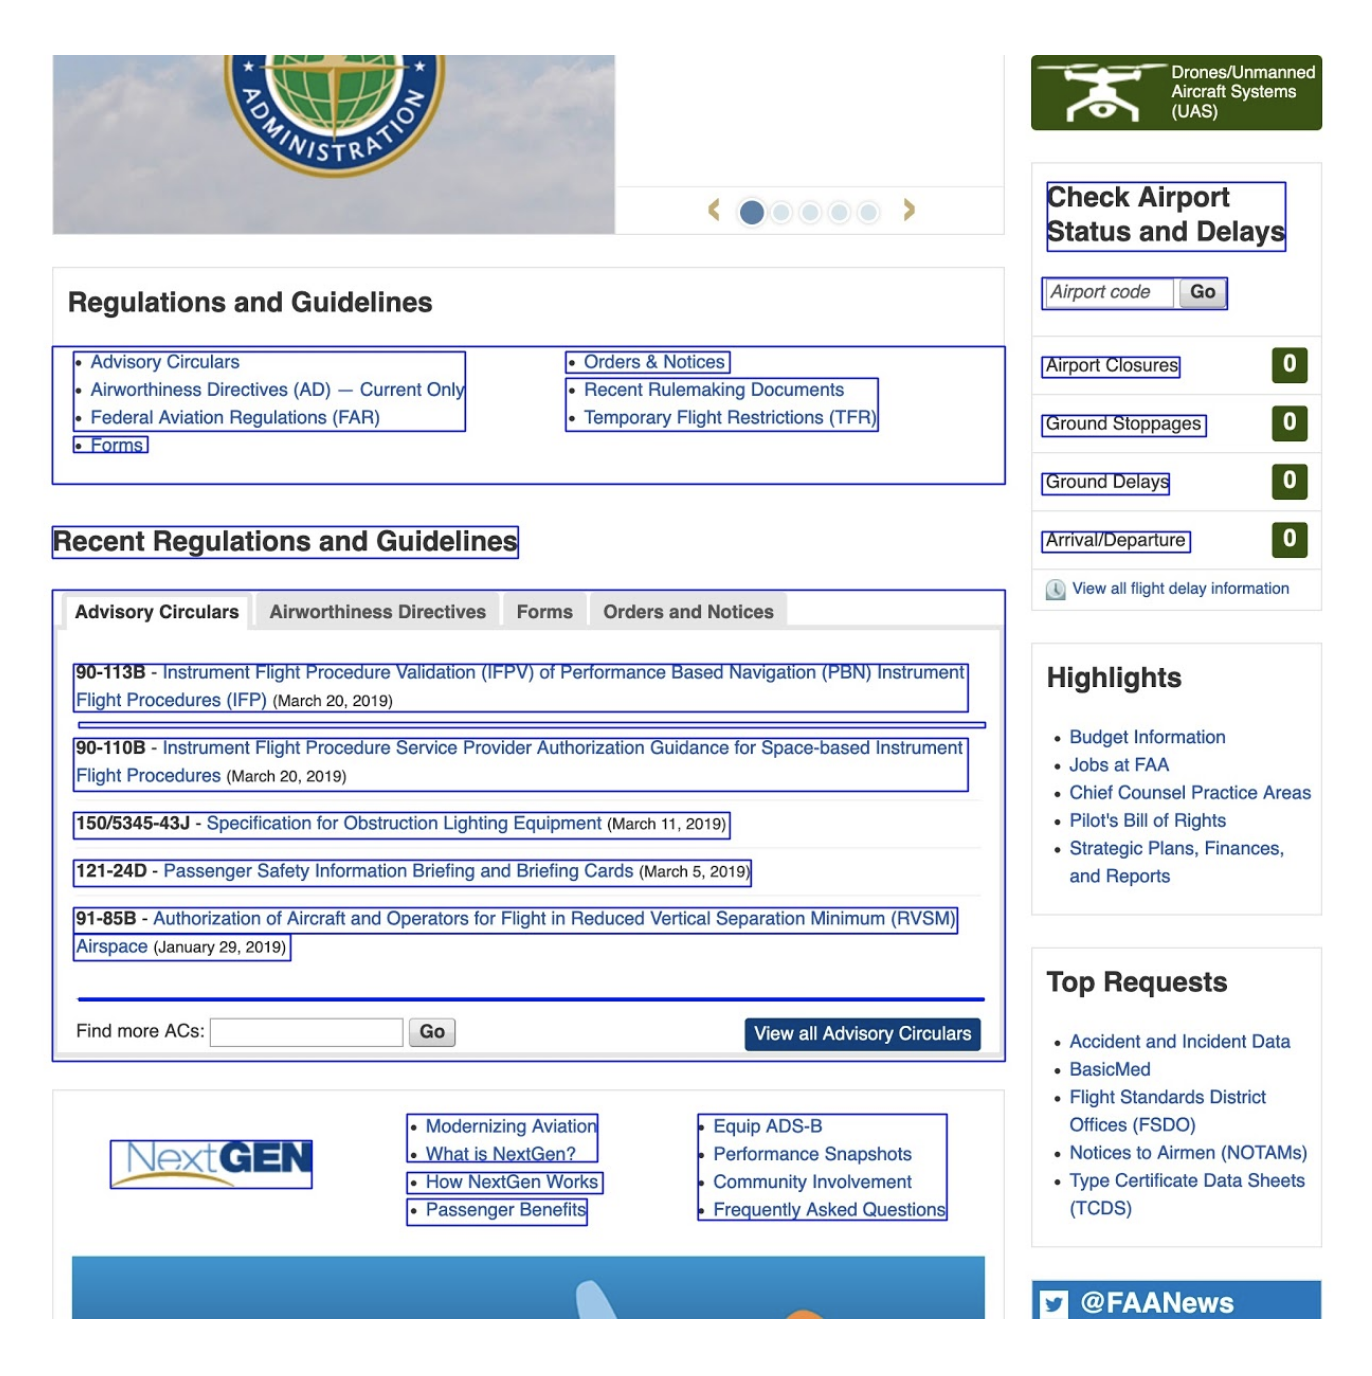 ADMINISTRATION
Drones/Unmanned
Aircraft Systems
(UAS)
Check Airport
Status and Delays
Airport code Go
Airport Closures 0
Ground Stoppages 0
Ground Delays 0
Arrival/Departure 0
View all flight delay information
Regulations and Guidelines
• Advisory Circulars
• Airworthiness Directives (AD) — Current Only
• Federal Aviation Regulations (FAR)
• Forms
• Orders & Notices
• Recent Rulemaking Documents
• Temporary Flight Restrictions (TFR)
Recent Regulations and Guidelines
Advisory Circulars Airworthiness Directives Forms Orders and Notices
90-113B - Instrument Flight Procedure Validation (IFPV) of Performance Based Navigation (PBN) Instrument
Flight Procedures (IFP) (March 20, 2019)
90-110B - Instrument Flight Procedure Service Provider Authorization Guidance for Space-based Instrument
Flight Procedures (March 20, 2019)
150/5345-43J - Specification for Obstruction Lighting Equipment (March 11, 2019)
121-24D - Passenger Safety Information Briefing and Briefing Cards (March 5, 2019)
91-85B - Authorization of Aircraft and Operators for Flight in Reduced Vertical Separation Minimum (RVSM)
Airspace (January 29, 2019)
Find more ACs: Go View all Advisory Circulars
Highlights
• Budget Information
• Jobs at FAA
• Chief Counsel Practice Areas
• Pilot's Bill of Rights
• Strategic Plans, Finances,
and Reports
Top Requests
• Accident and Incident Data
• BasicMed
• Flight Standards District
Offices (FSDO)
• Notices to Airmen (NOTAMs)
• Type Certificate Data Sheets
(TCDS)
NextGEN
• Modernizing Aviation
• What is NextGen?
• How NextGen Works
• Passenger Benefits
• Equip ADS-B
• Performance Snapshots
• Community Involvement
• Frequently Asked Questions
@FAANews